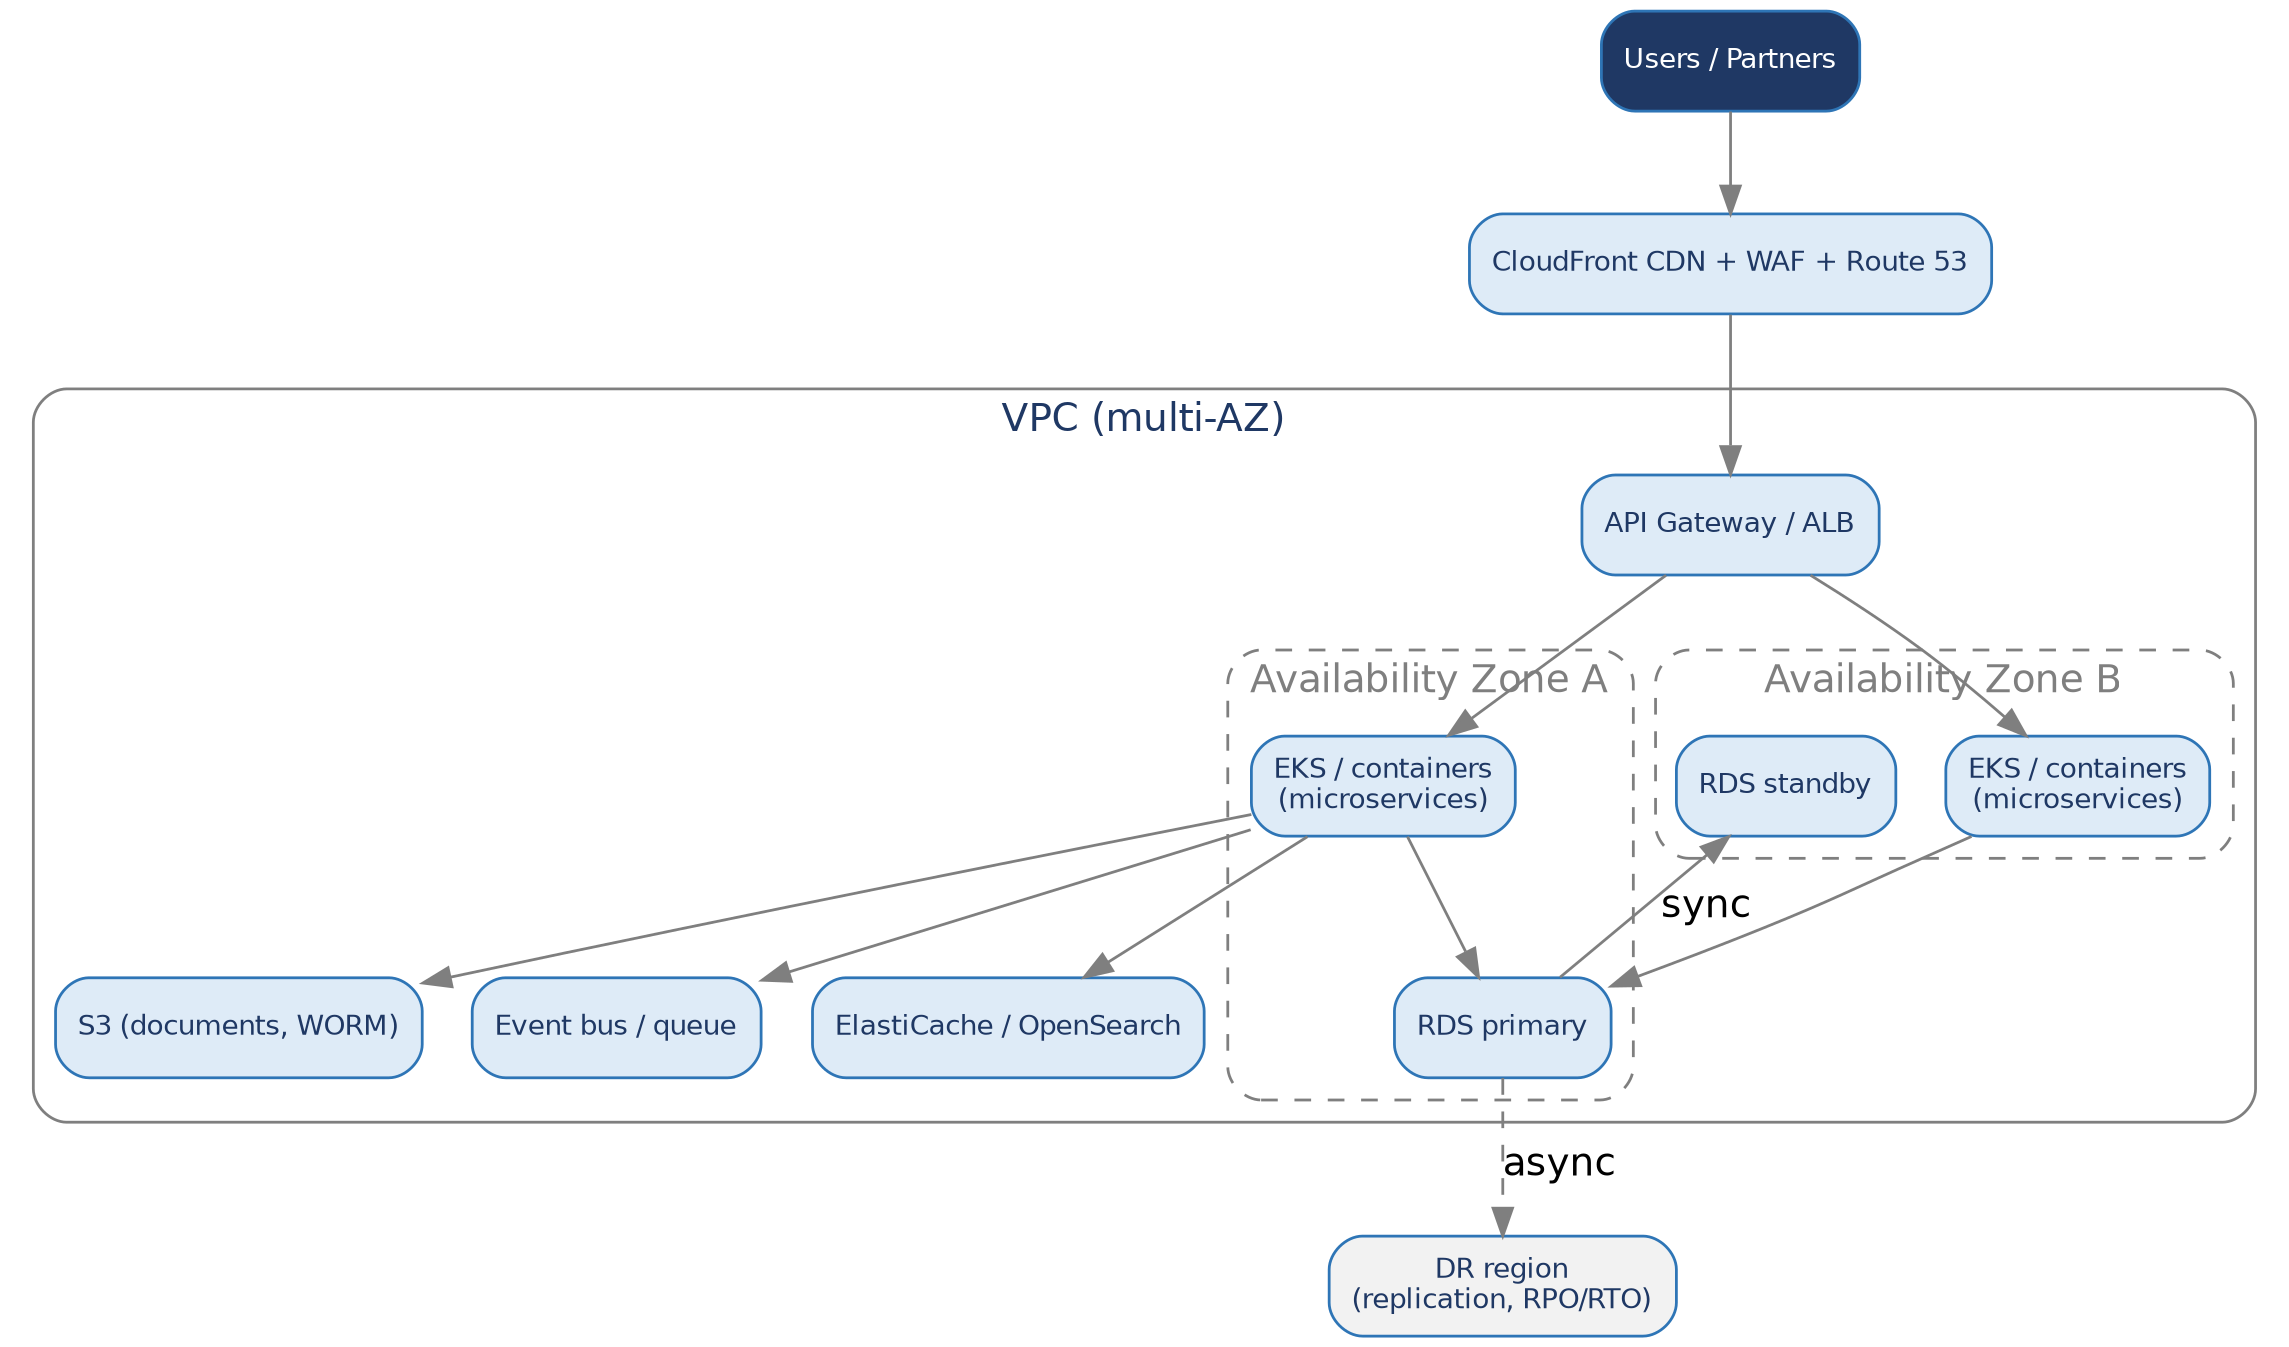 Users / Partners
CloudFront CDN + WAF + Route 53
VPC (multi-AZ)
API Gateway / ALB
Availability Zone A
Availability Zone B
EKS / containers
(microservices)
RDS standby
EKS / containers
(microservices)
sync
S3 (documents, WORM)
Event bus / queue
ElastiCache / OpenSearch
RDS primary
async
DR region
(replication, RPO/RTO)